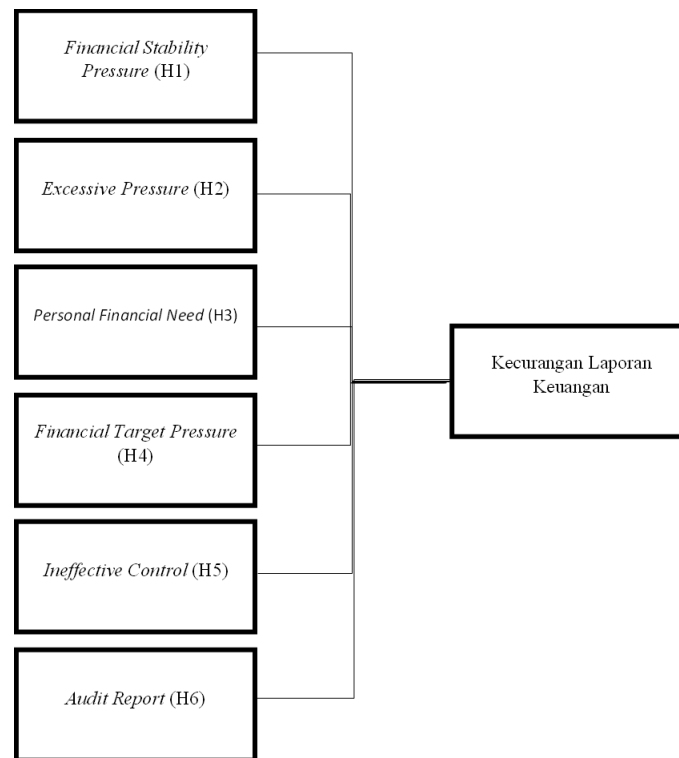 Financial Stability
Pressure (H1)
Excessive Pressure (H2)
Personal Financial Need (H3)
Financial Target Pressure
(H4)
Ineffective Control (H5)
Audit Report (H6)
Kecurangan Laporan
Keuangan